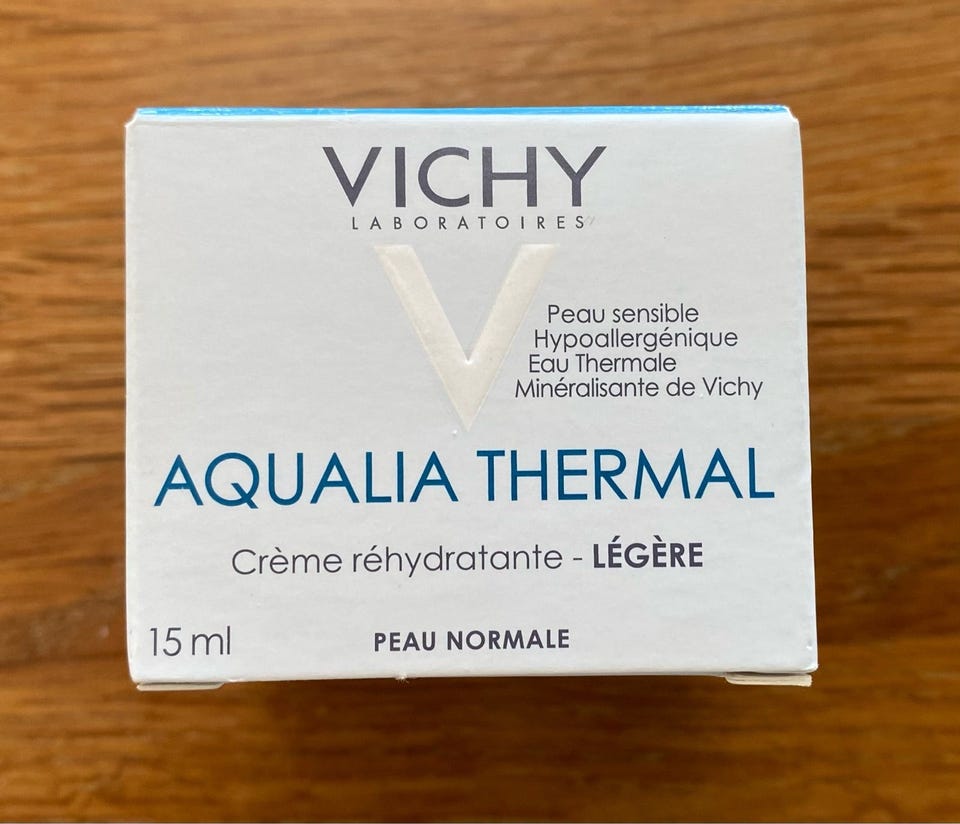 VICHY
LABORATOIRES
V
Peau sensible
Hypoallergénique
Eau Thermale
Minéralisante de Vichy
AQUALIA THERMAL
Crème réhydratante - LÉGÈRE
15 ml PEAU NORMALE